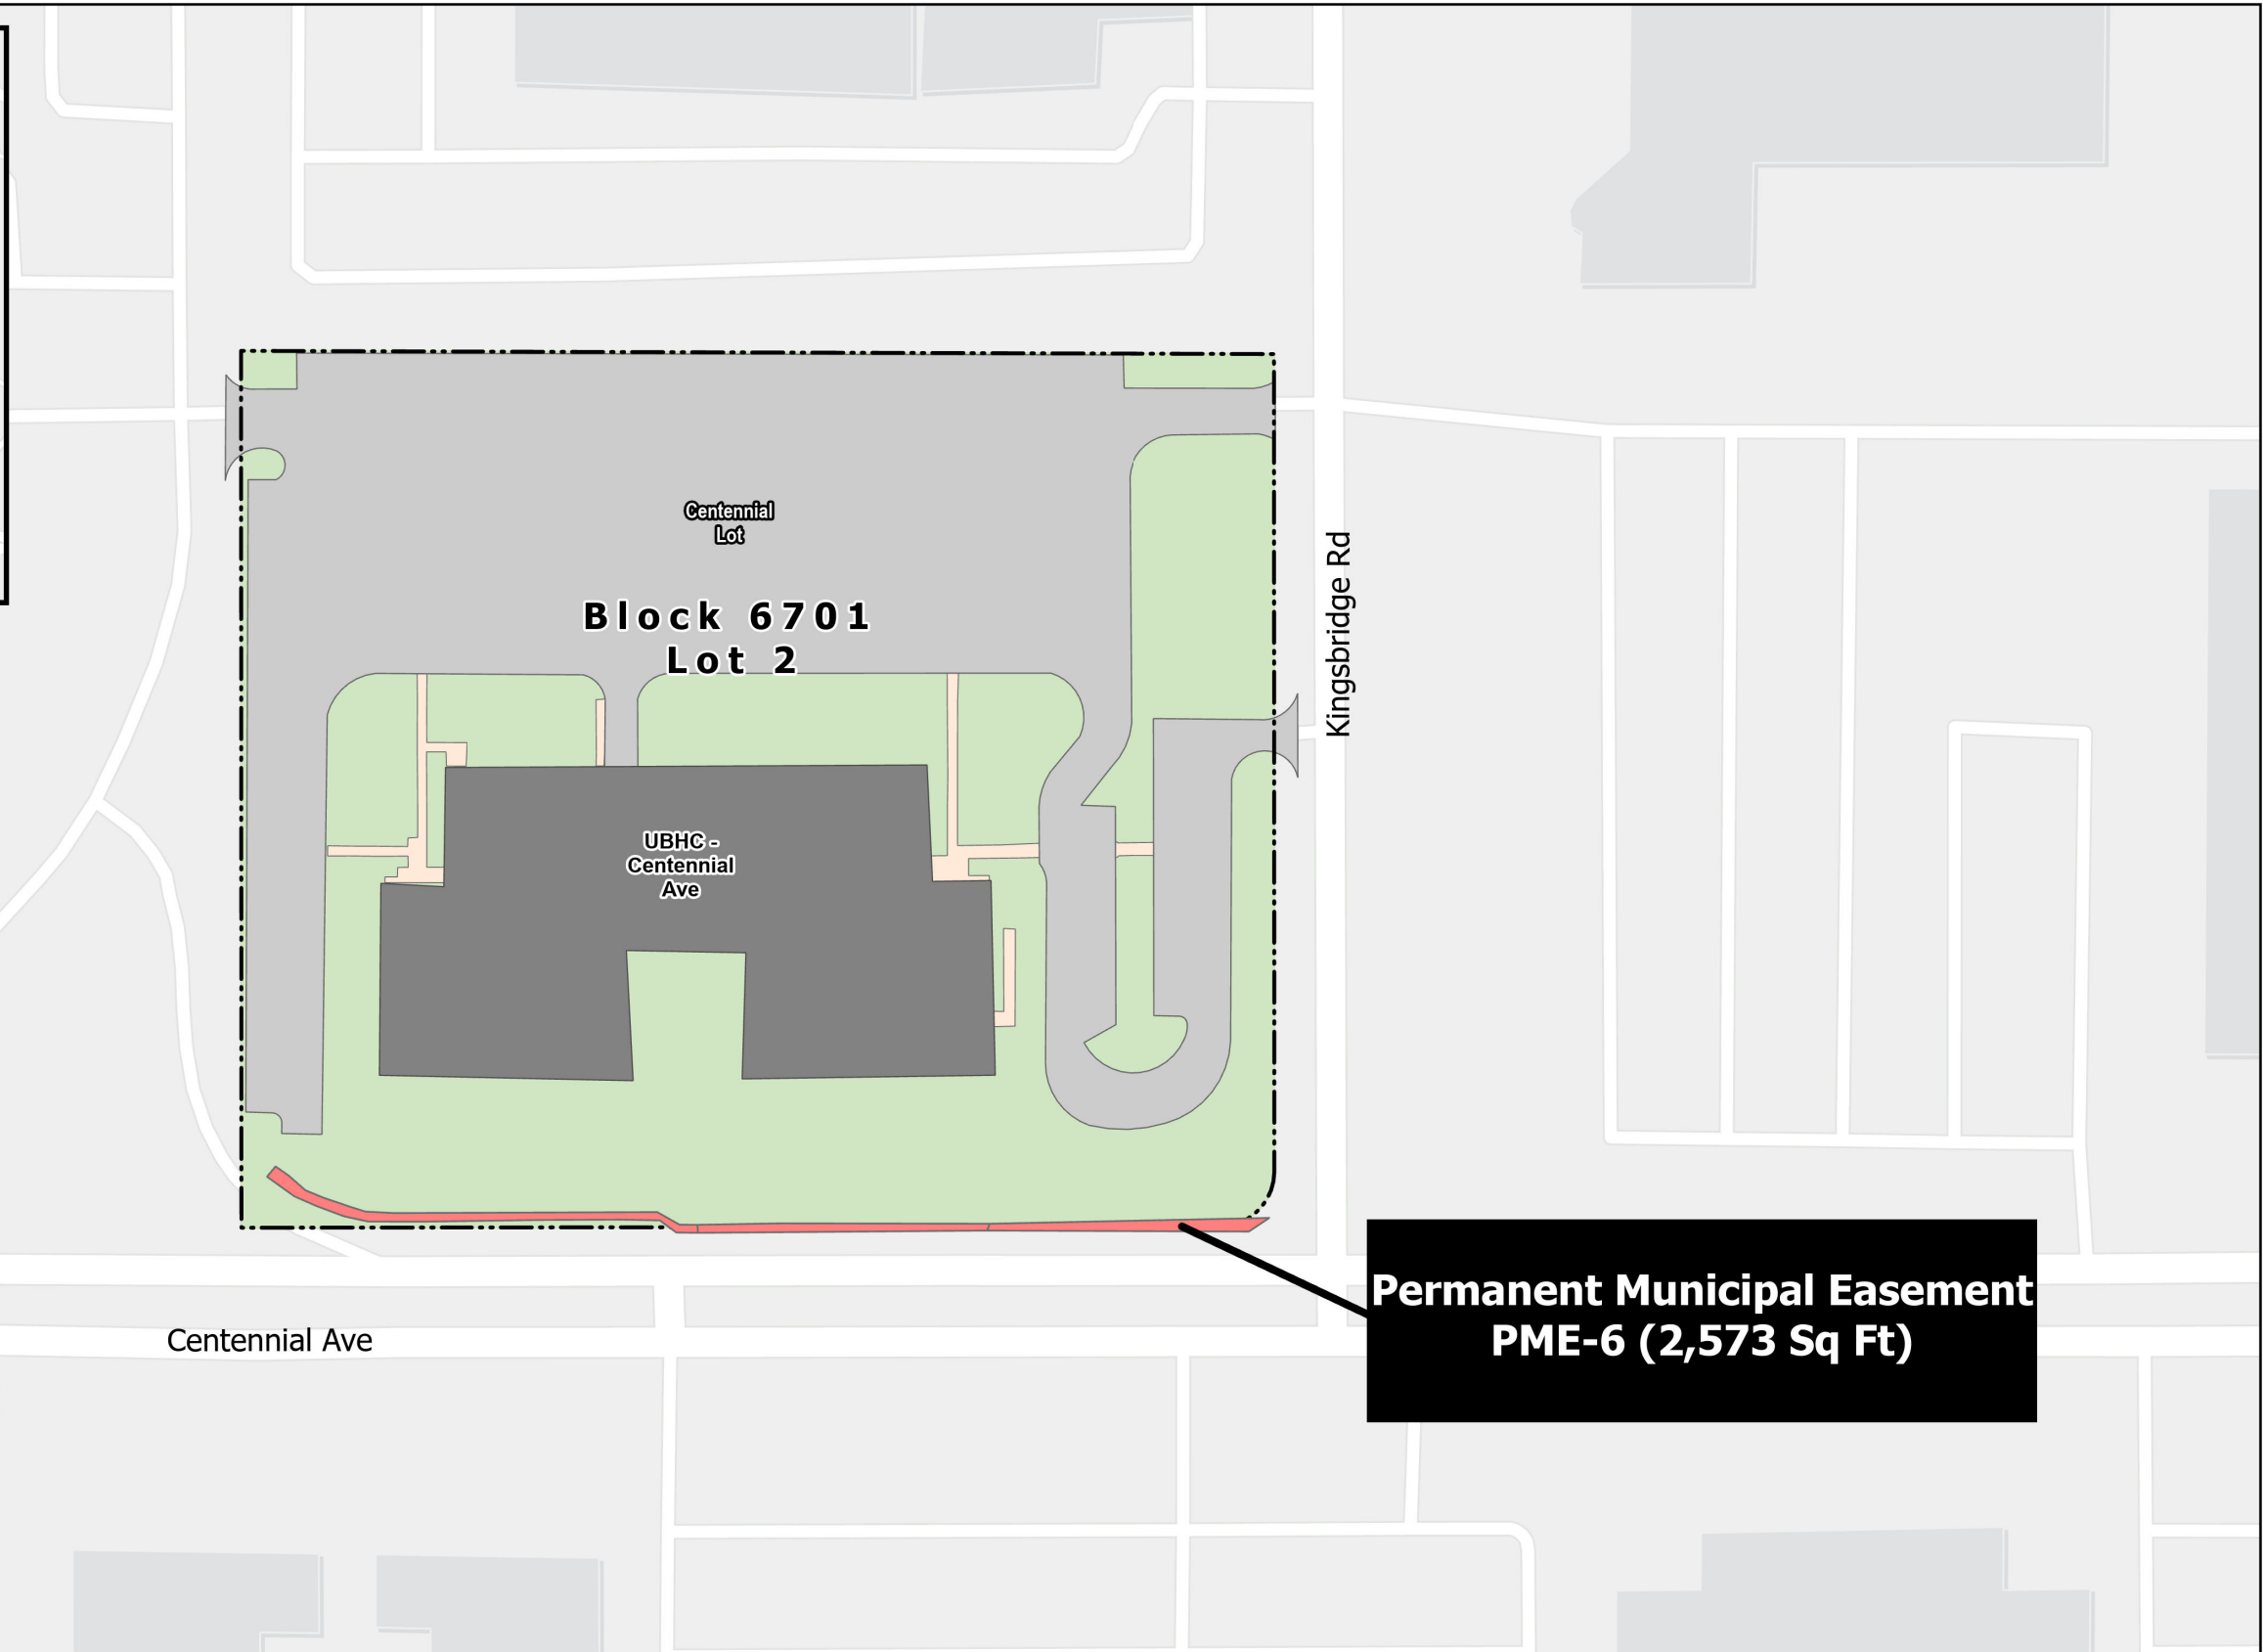 Centennial
Lot
Block 6701
Lot 2
Kingsbridge Rd
UBHC -
Centennial
Ave
Permanent Municipal Easement
PME-6 (2,573 Sq Ft)
Centennial Ave